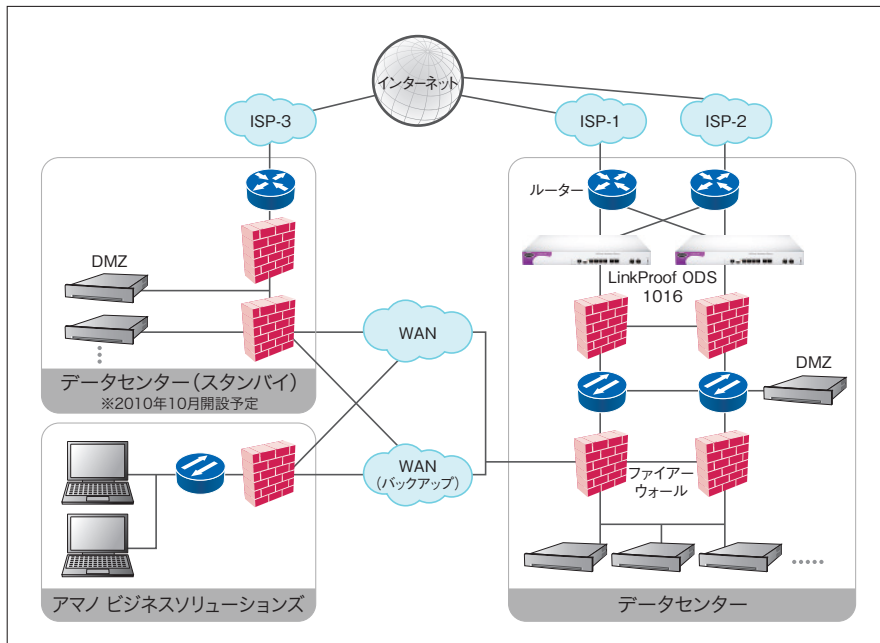 インターネット
ISP-3
ISP-1
ISP-2
ルーター
DMZ
LinkProof ODS
1016
WAN
DMZ
データセンター（スタンバイ）
※2010年10月開設予定
WAN
（バックアップ）
ファイアー
ウォール
アマノ ビジネスソリューションズ
データセンター